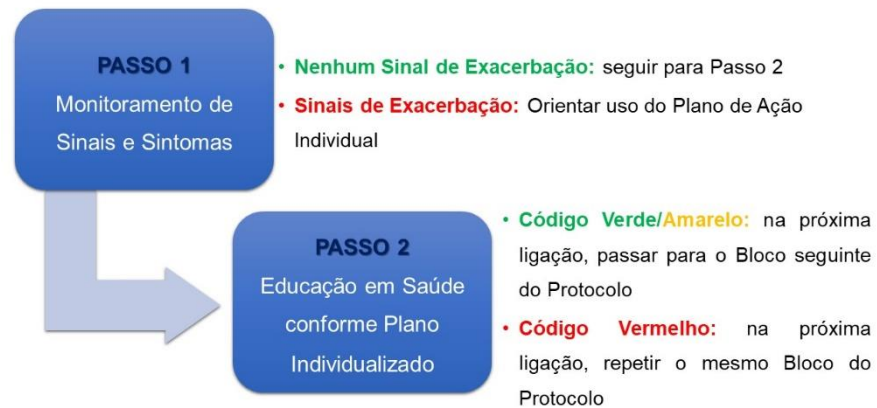 PASSO 1
Monitoramento de
Sinais e Sintomas
• Nenhum Sinal de Exacerbação: seguir para Passo 2
• Sinais de Exacerbação: Orientar uso do Plano de Ação
Individual
PASSO 2
Educação em Saúde
conforme Plano
Individualizado
• Código Verde/Amarelo: na próxima
ligação, passar para o Bloco seguinte
do Protocolo
• Código Vermelho: na próxima
ligação, repetir o mesmo Bloco do
Protocolo